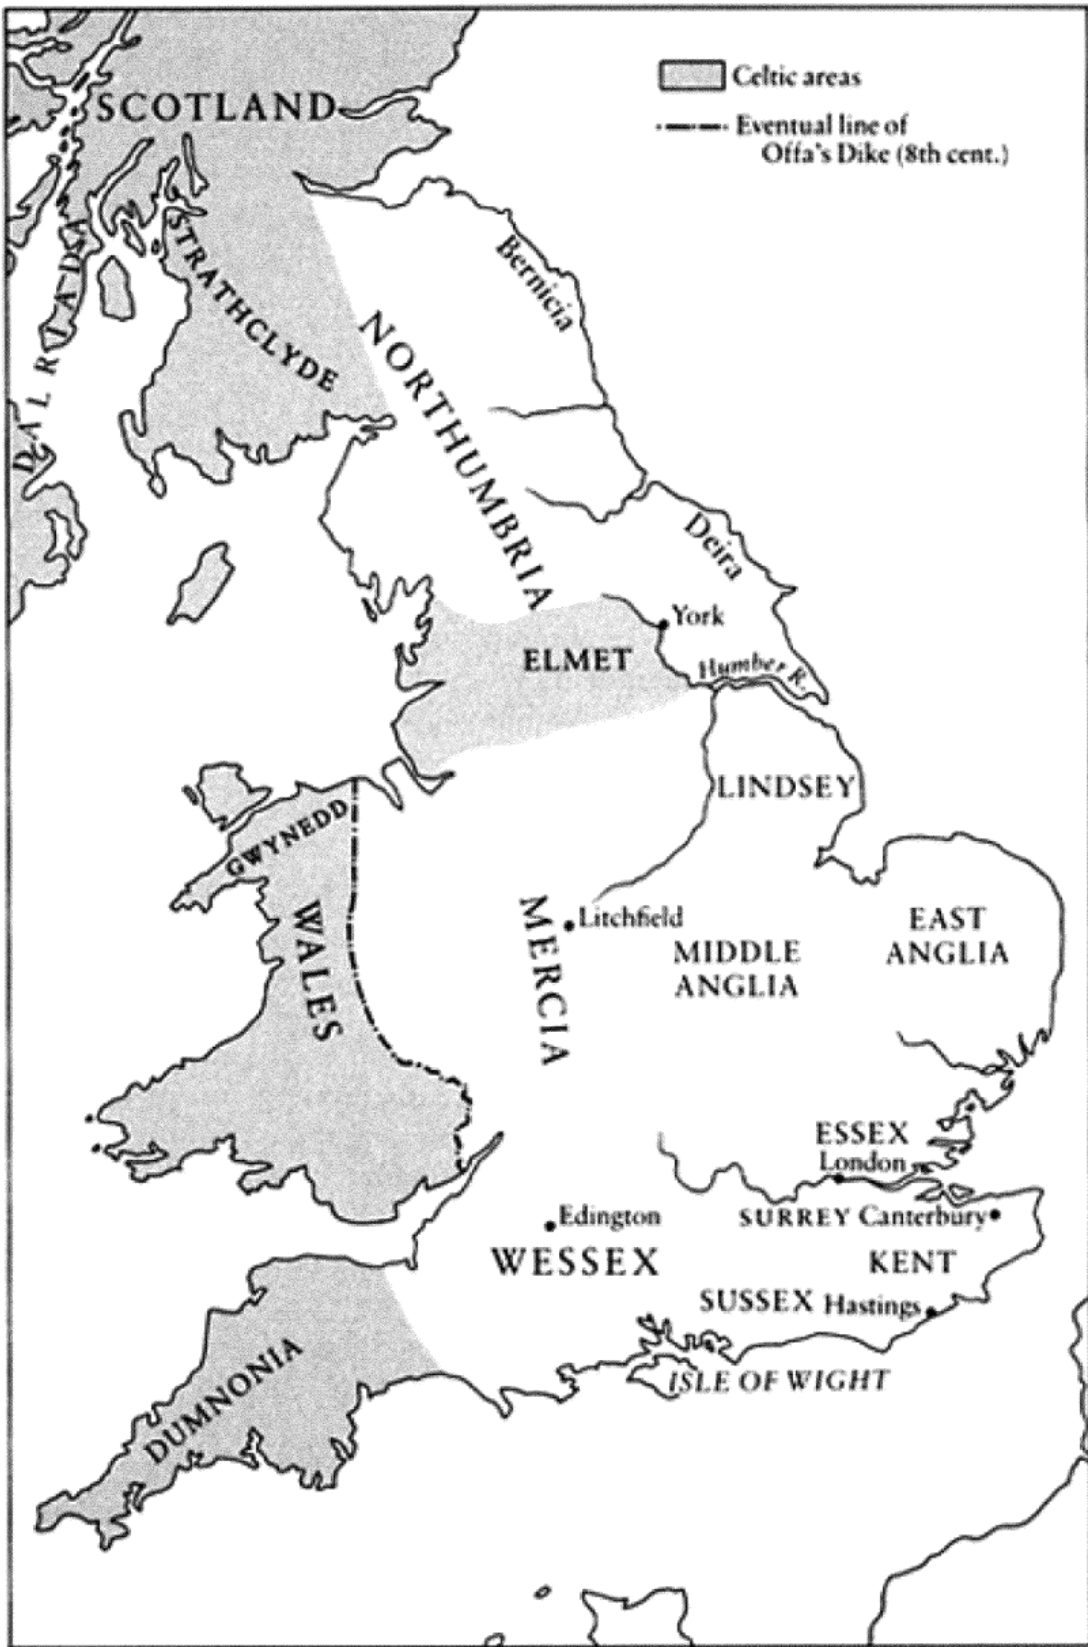 Celtic areas
Eventual line of
Offa's Dike (8th cent.)
SCOTLAND
STRATHCLYDE
DALRIADA
Bernicia
NORTHUMBRIA
Deira
York
ELMET
Humber R.
LINDSEY
GWYNEDD
WALES
MERCIA
Litchfield
MIDDLE
ANGLIA
EAST
ANGLIA
ESSEX
London
Edington
SURREY
Canterbury
WESSEX
KENT
SUSSEX
Hastings
ISLE OF WIGHT
DUMNONIA